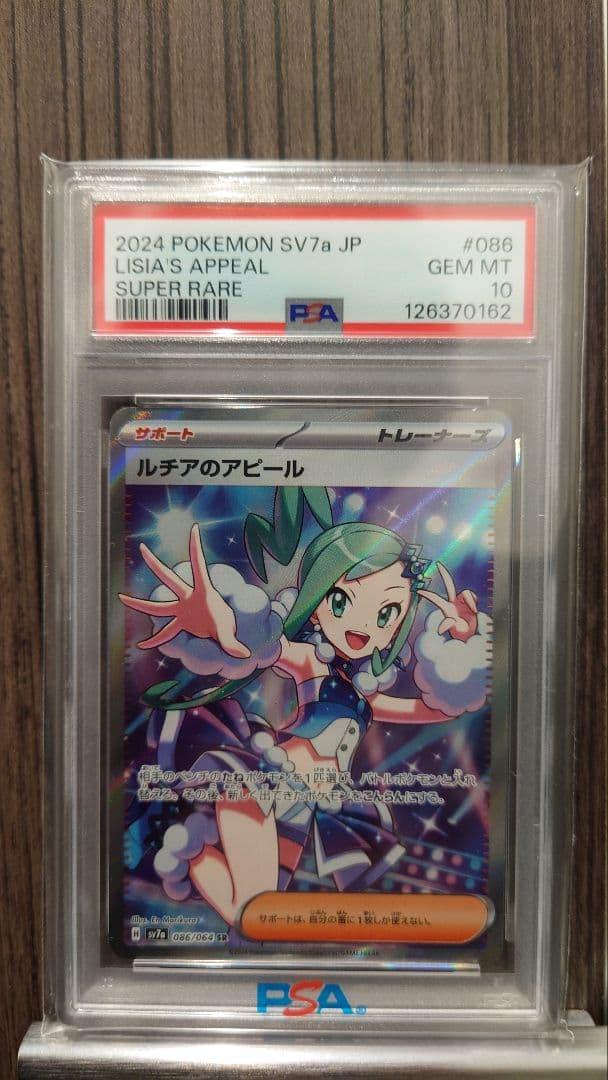 2024 POKEMON SV7a JP #086
LISIA'S APPEAL GEM MT
SUPER RARE 10
PSA 126370162
サポート トレーナーズ
ルチアのアピール
相手のベンチのたねポケモンを1匹選び、バトルポケモンと入れ
替える。その後、新しく出てきたポケモンをこんらんにする。
サポートは、自分の番に1枚しか使えない。
Illus. En Morikura
H sv7a 086/064 SR
PSA